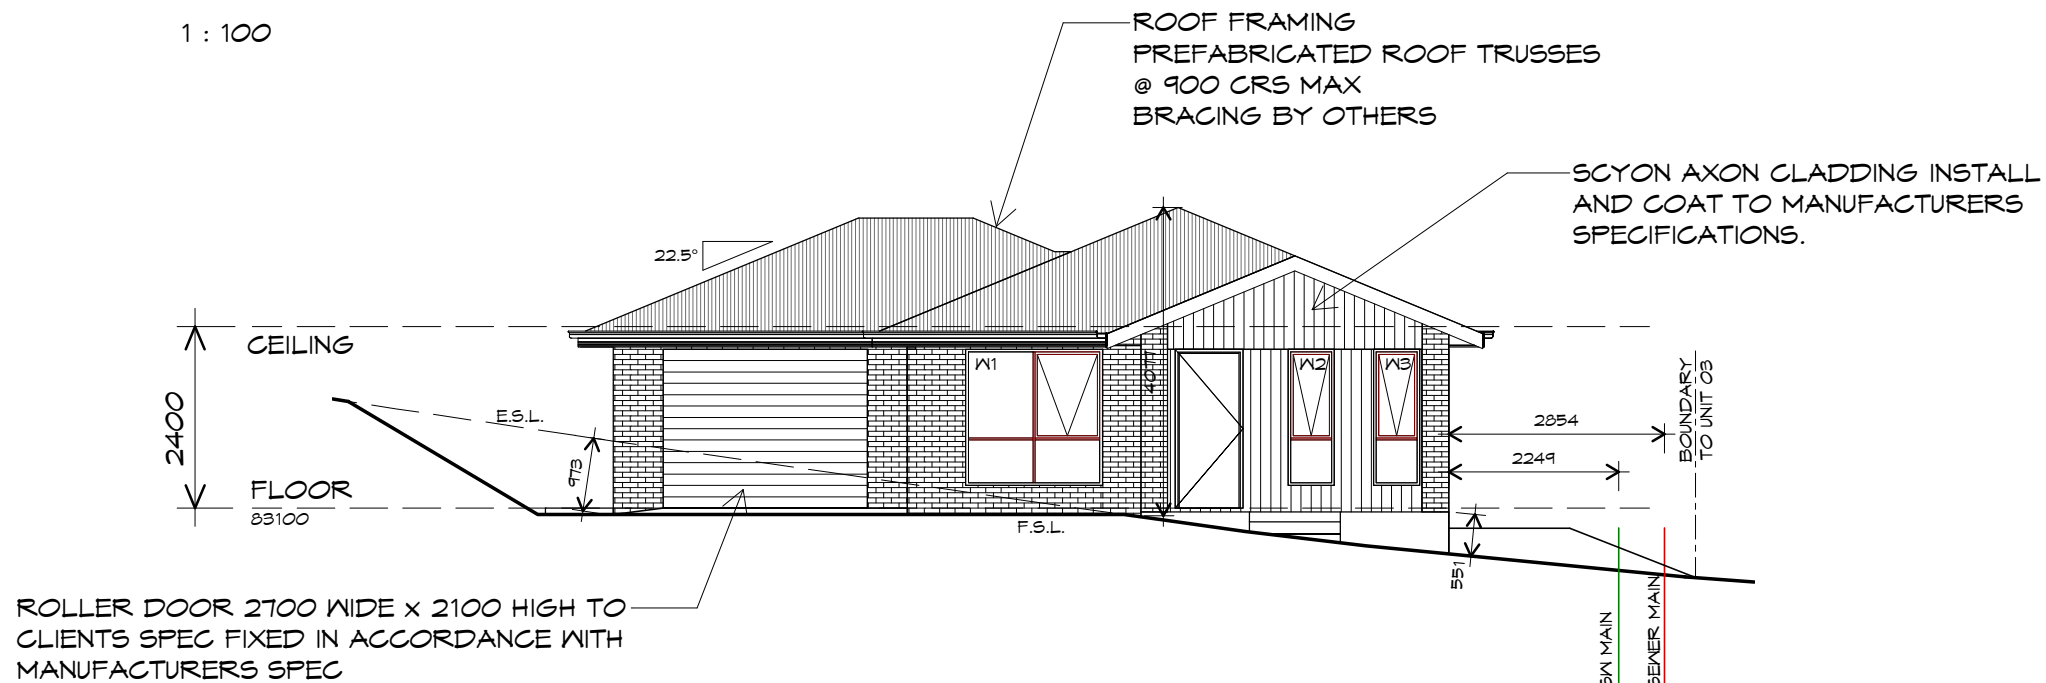 1 : 100
ROOF FRAMING
PREFABRICATED ROOF TRUSSES
@ 900 CRS MAX
BRACING BY OTHERS
SCYON AXON CLADDING INSTALL
AND COAT TO MANUFACTURERS
SPECIFICATIONS.
22.5°
CEILING
2400
E.S.L.
973
FLOOR
83100
W1
4077
W2
W3
F.S.L.
2854
2249
BOUNDARY
TO UNIT 03
551
ROLLER DOOR 2700 WIDE x 2100 HIGH TO
CLIENTS SPEC FIXED IN ACCORDANCE WITH
MANUFACTURERS SPEC
SW MAIN
SEWER MAIN